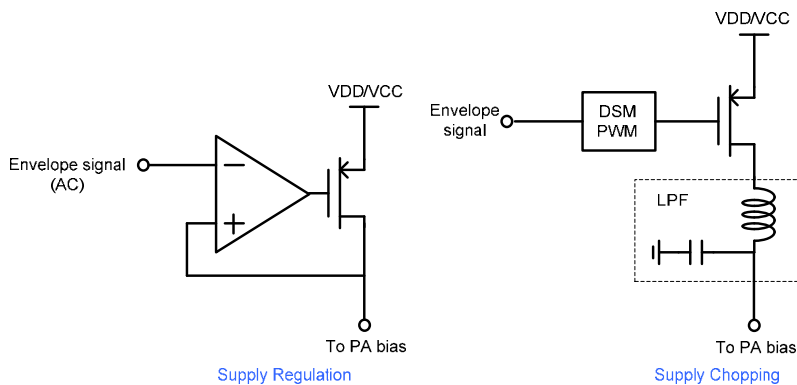 VDD/VCC
Envelope signal
(AC)
−
+
To PA bias
Supply Regulation
VDD/VCC
Envelope
signal
DSM
PWM
LPF
To PA bias
Supply Chopping